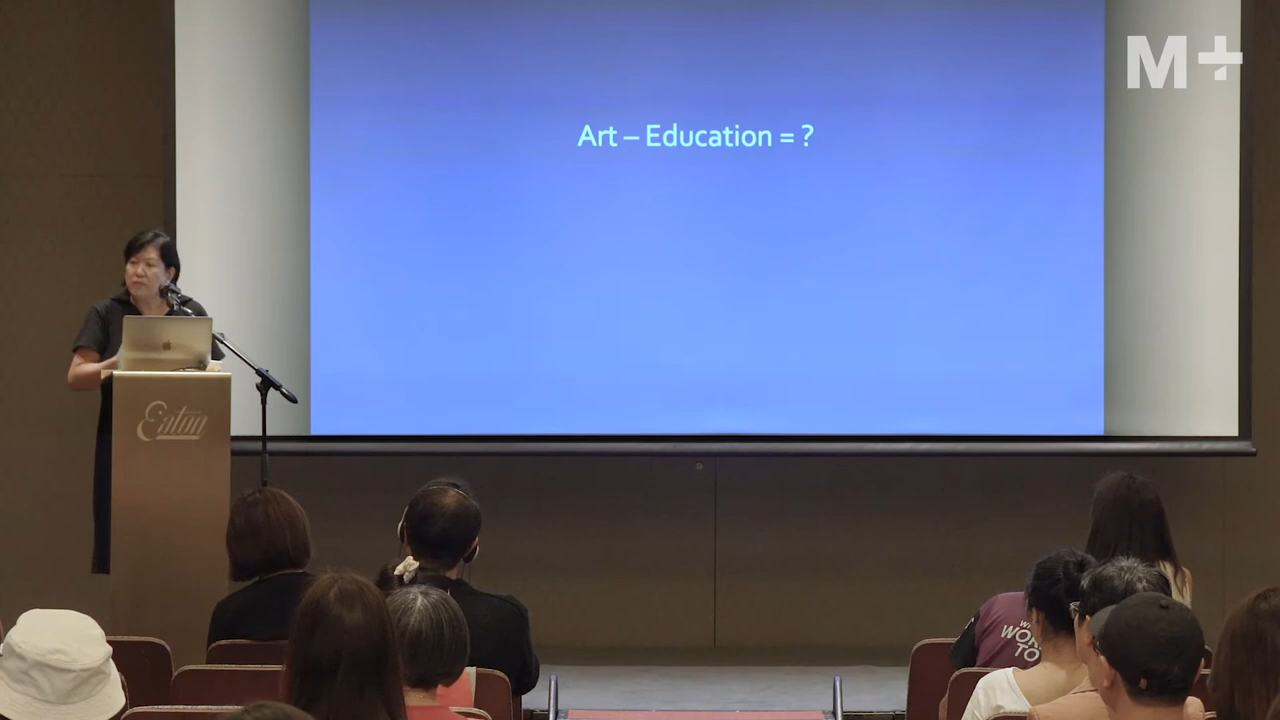 M+
Art – Education = ?
Eaton
WO
TO